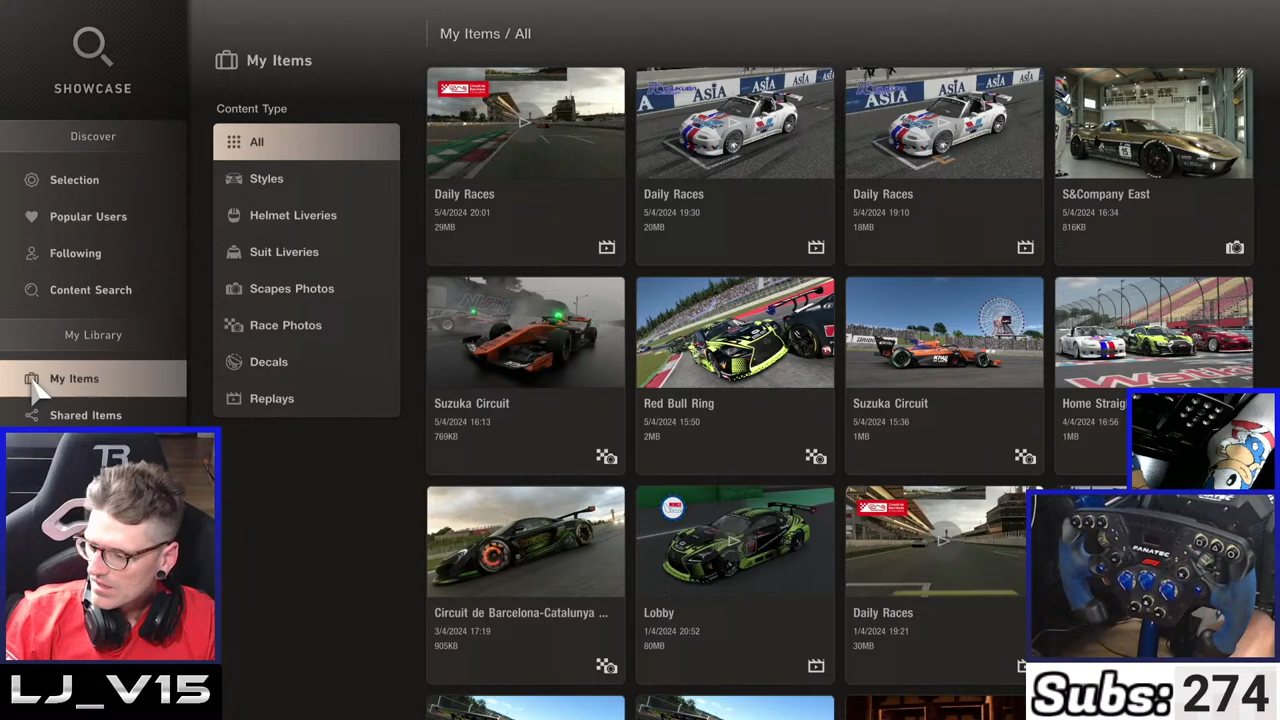 SHOWCASE
Discover
Selection
Popular Users
Following
Content Search
My Library
My Items
Shared Items
My Items
Content Type
All
Styles
Helmet Liveries
Suit Liveries
Scapes Photos
Race Photos
Decals
Replays
My Items / All
Daily Races
5/4/2024 20:01
29MB
ASIA
ASIA
Daily Races
5/4/2024 19:30
20MB
ASIA
ASIA
Daily Races
5/4/2024 19:10
18MB
15
S&Company East
5/4/2024 16:34
816KB
Suzuka Circuit
5/4/2024 16:13
769KB
Red Bull Ring
5/4/2024 15:50
2MB
Suzuka Circuit
5/4/2024 15:36
1MB
Home Straig
4/4/2024 16:56
1MB
Circuit de Barcelona-Catalunya ...
3/4/2024 17:19
905KB
Lobby
1/4/2024 20:52
80MB
Daily Races
1/4/2024 19:21
30MB
FANATEC
LJ_V15
Subs: 274